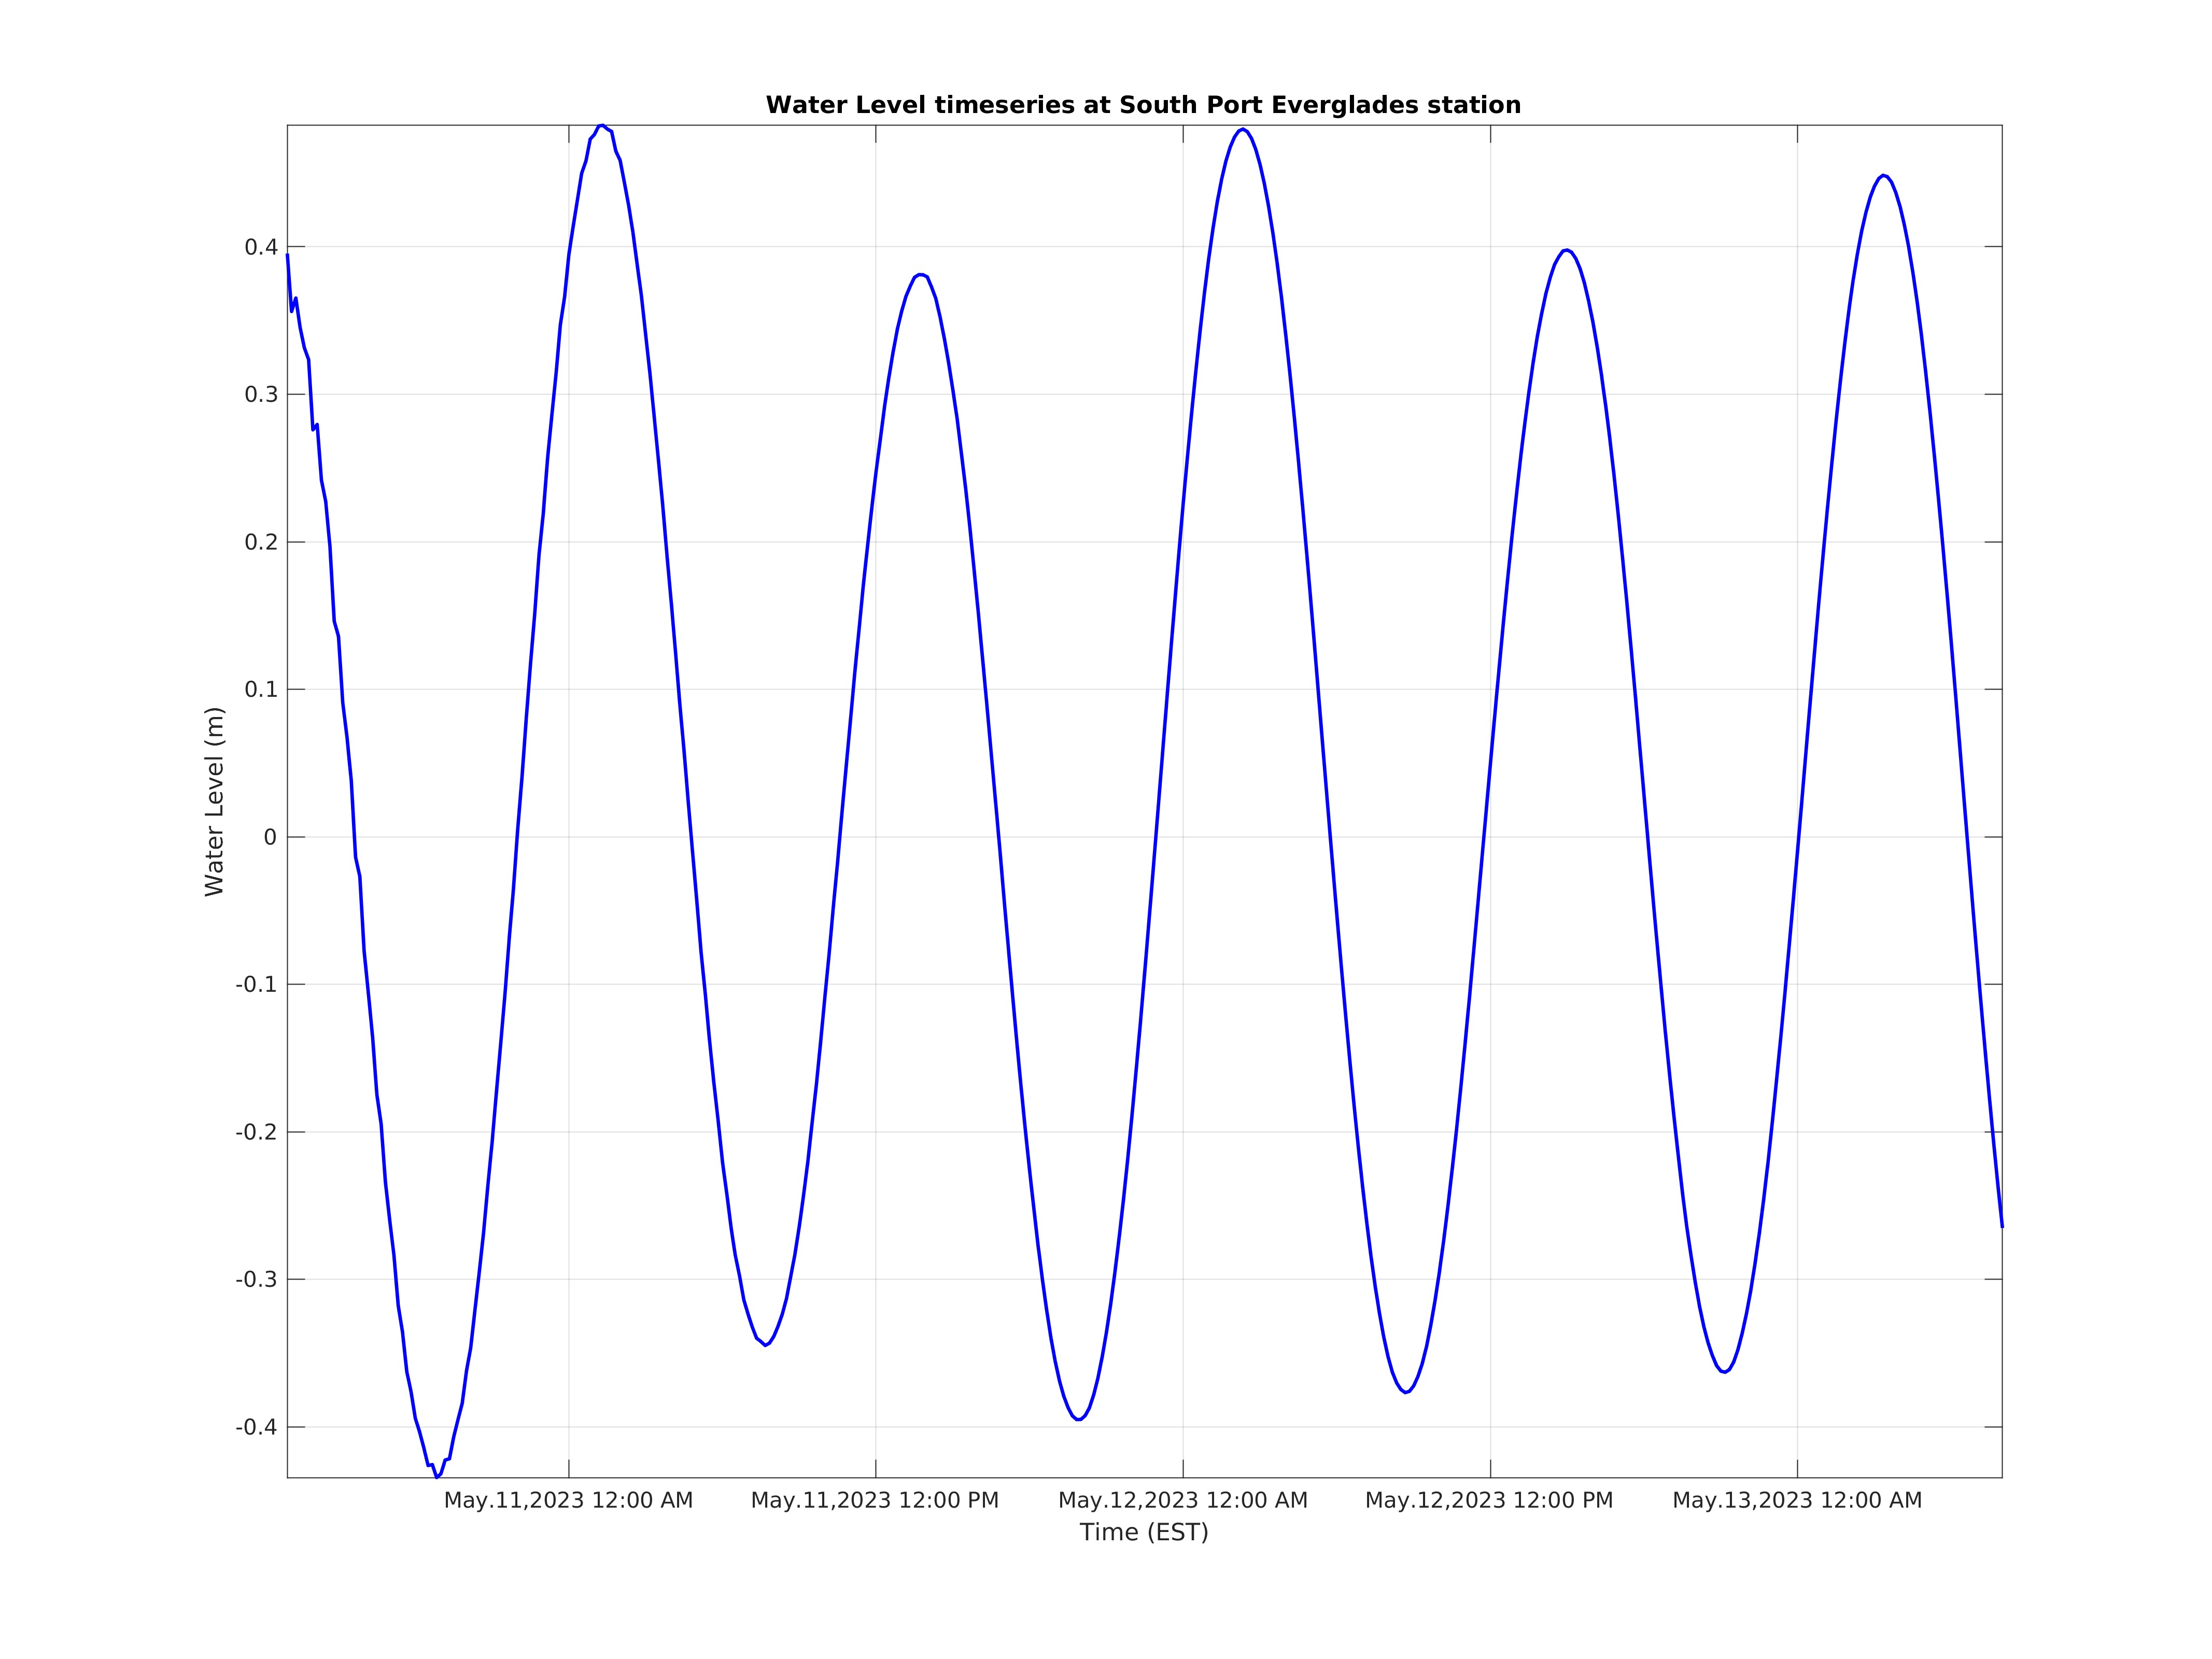 Water Level timeseries at South Port Everglades station
0.4
0.3
0.2
0.1
0
-0.1
-0.2
-0.3
-0.4
Water Level (m)
May.11,2023 12:00 AM May.11,2023 12:00 PM May.12,2023 12:00 AM May.12,2023 12:00 PM May.13,2023 12:00 AM
Time (EST)